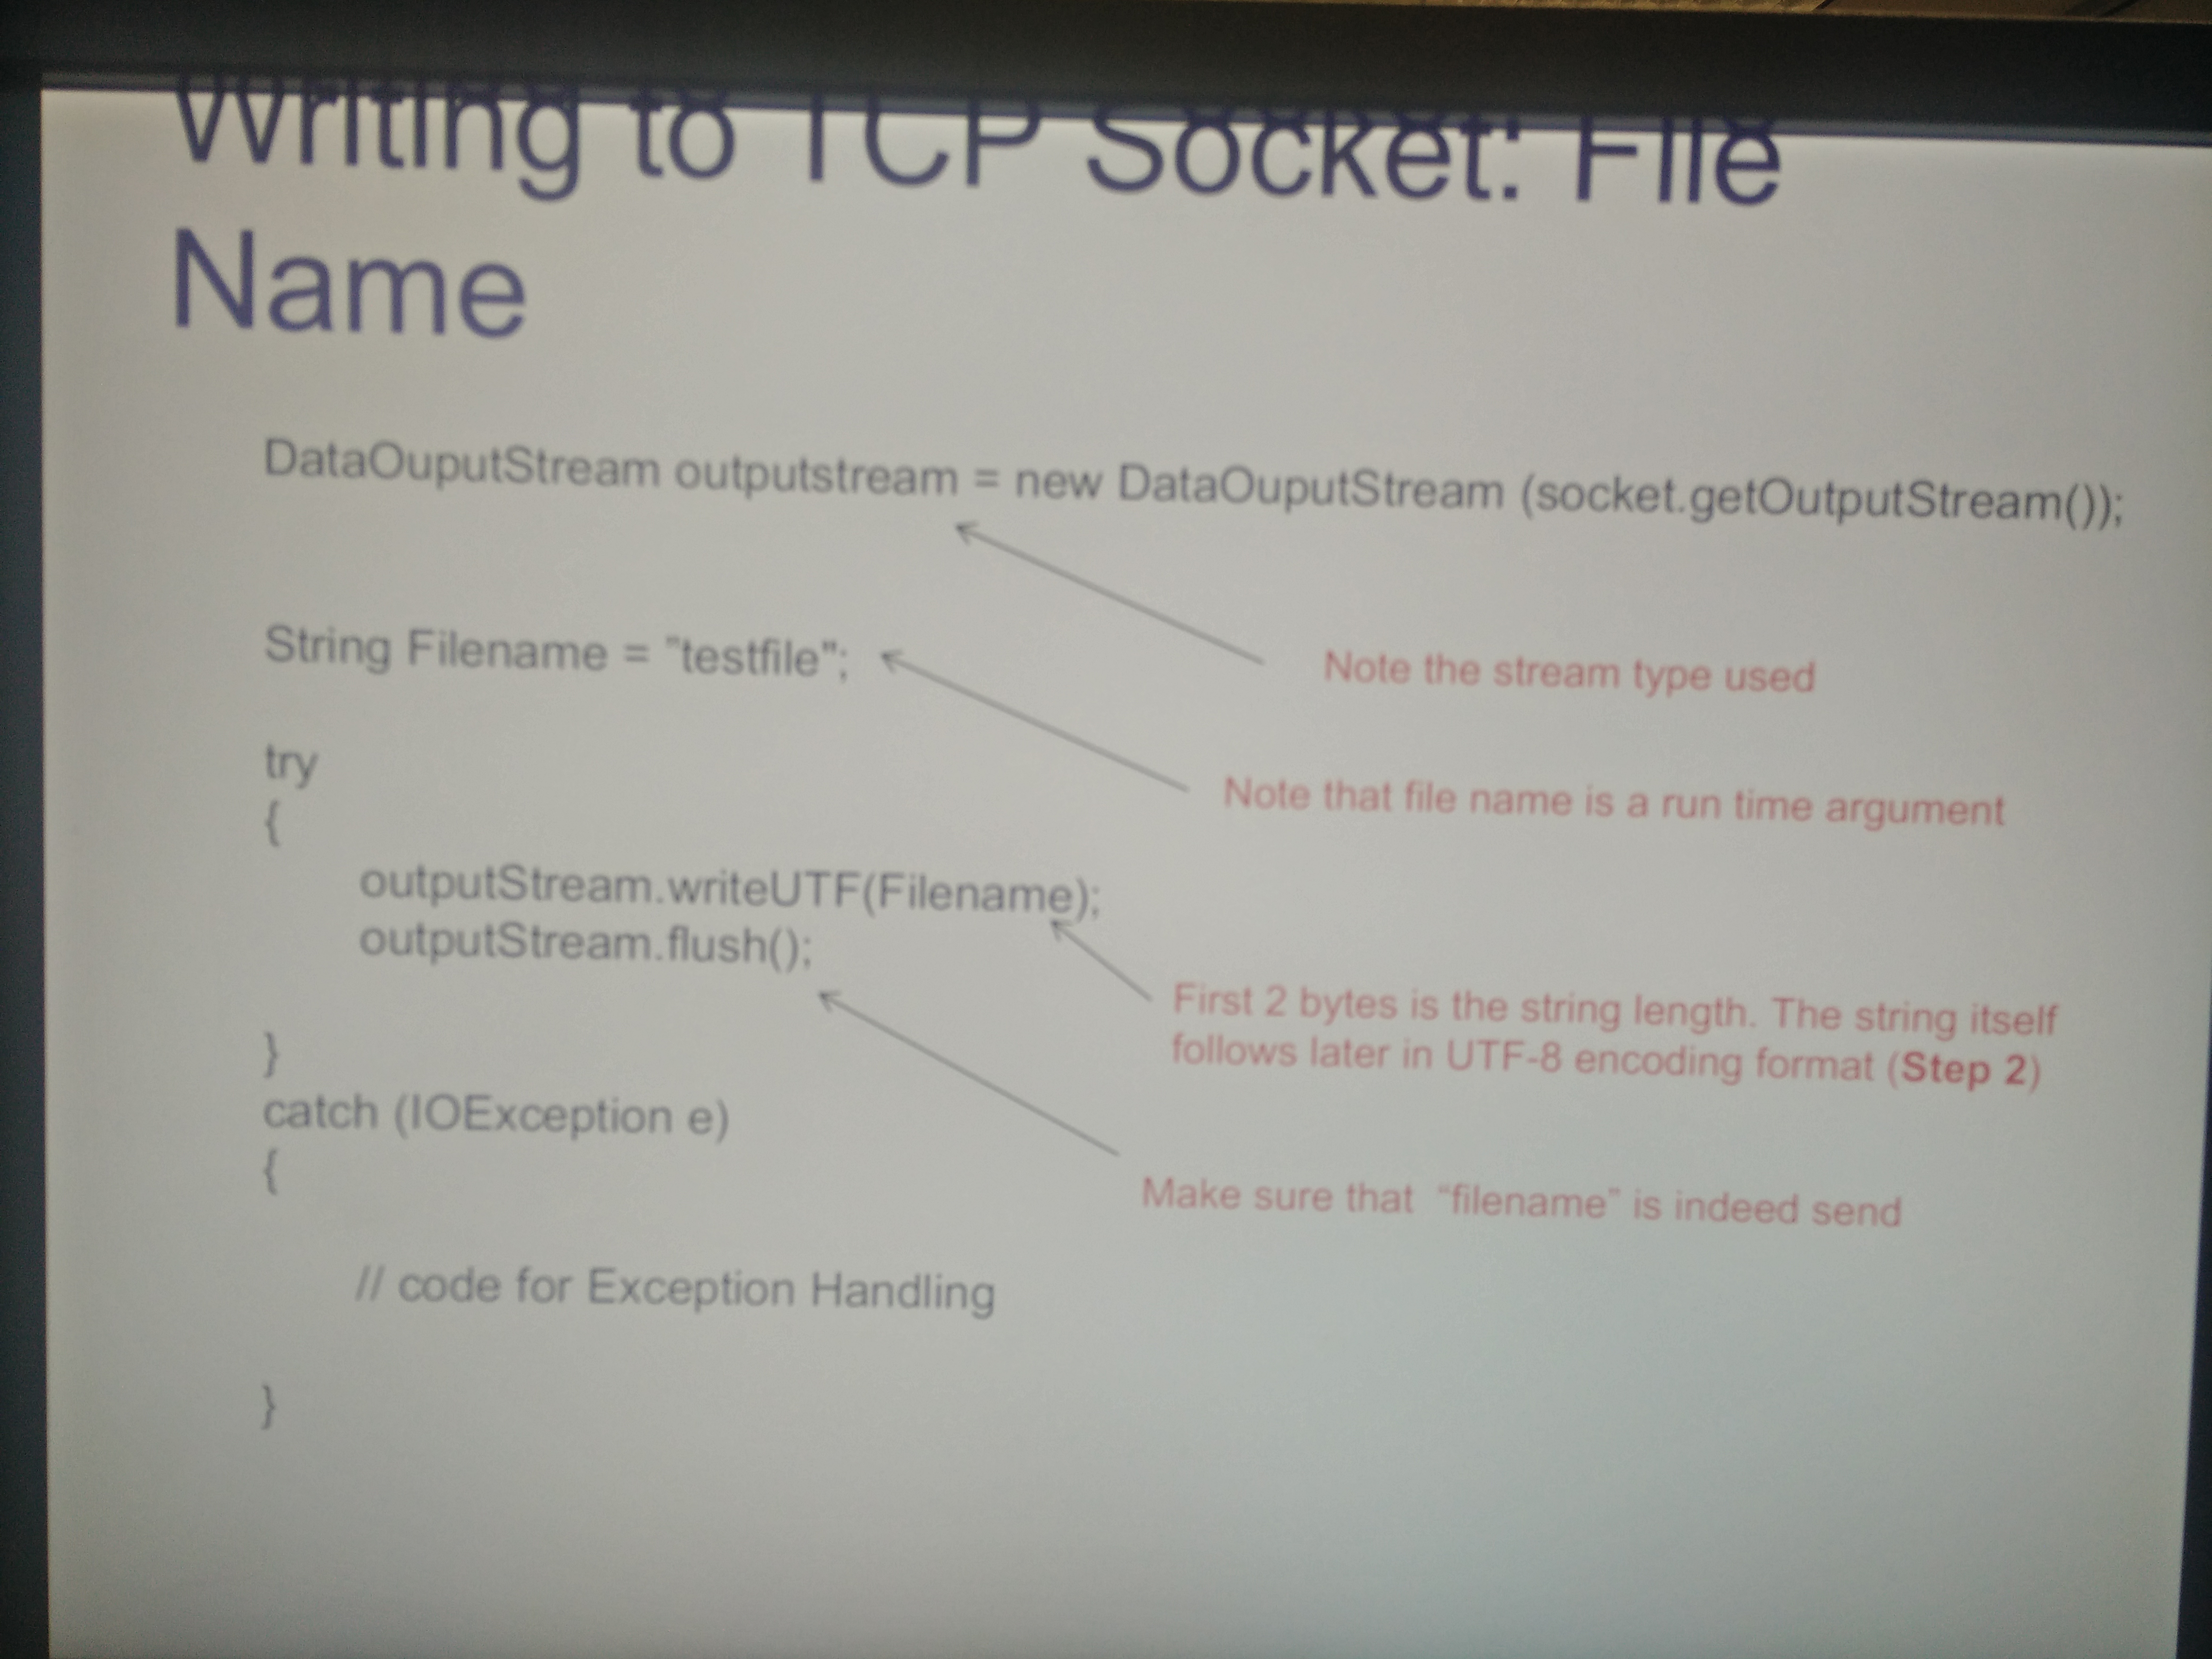 Writing to TCP Socket: File
Name
DataOuputStream outputstream = new DataOuputStream (socket.getOutputStream());
String Filename = "testfile";
Note the stream type used
try
Note that file name is a run time argument
{
outputStream.writeUTF(Filename);
outputStream.flush();
First 2 bytes is the string length. The string itself
follows later in UTF-8 encoding format (Step 2)
}
catch (IOException e)
{
Make sure that “filename” is indeed send
// code for Exception Handling
}